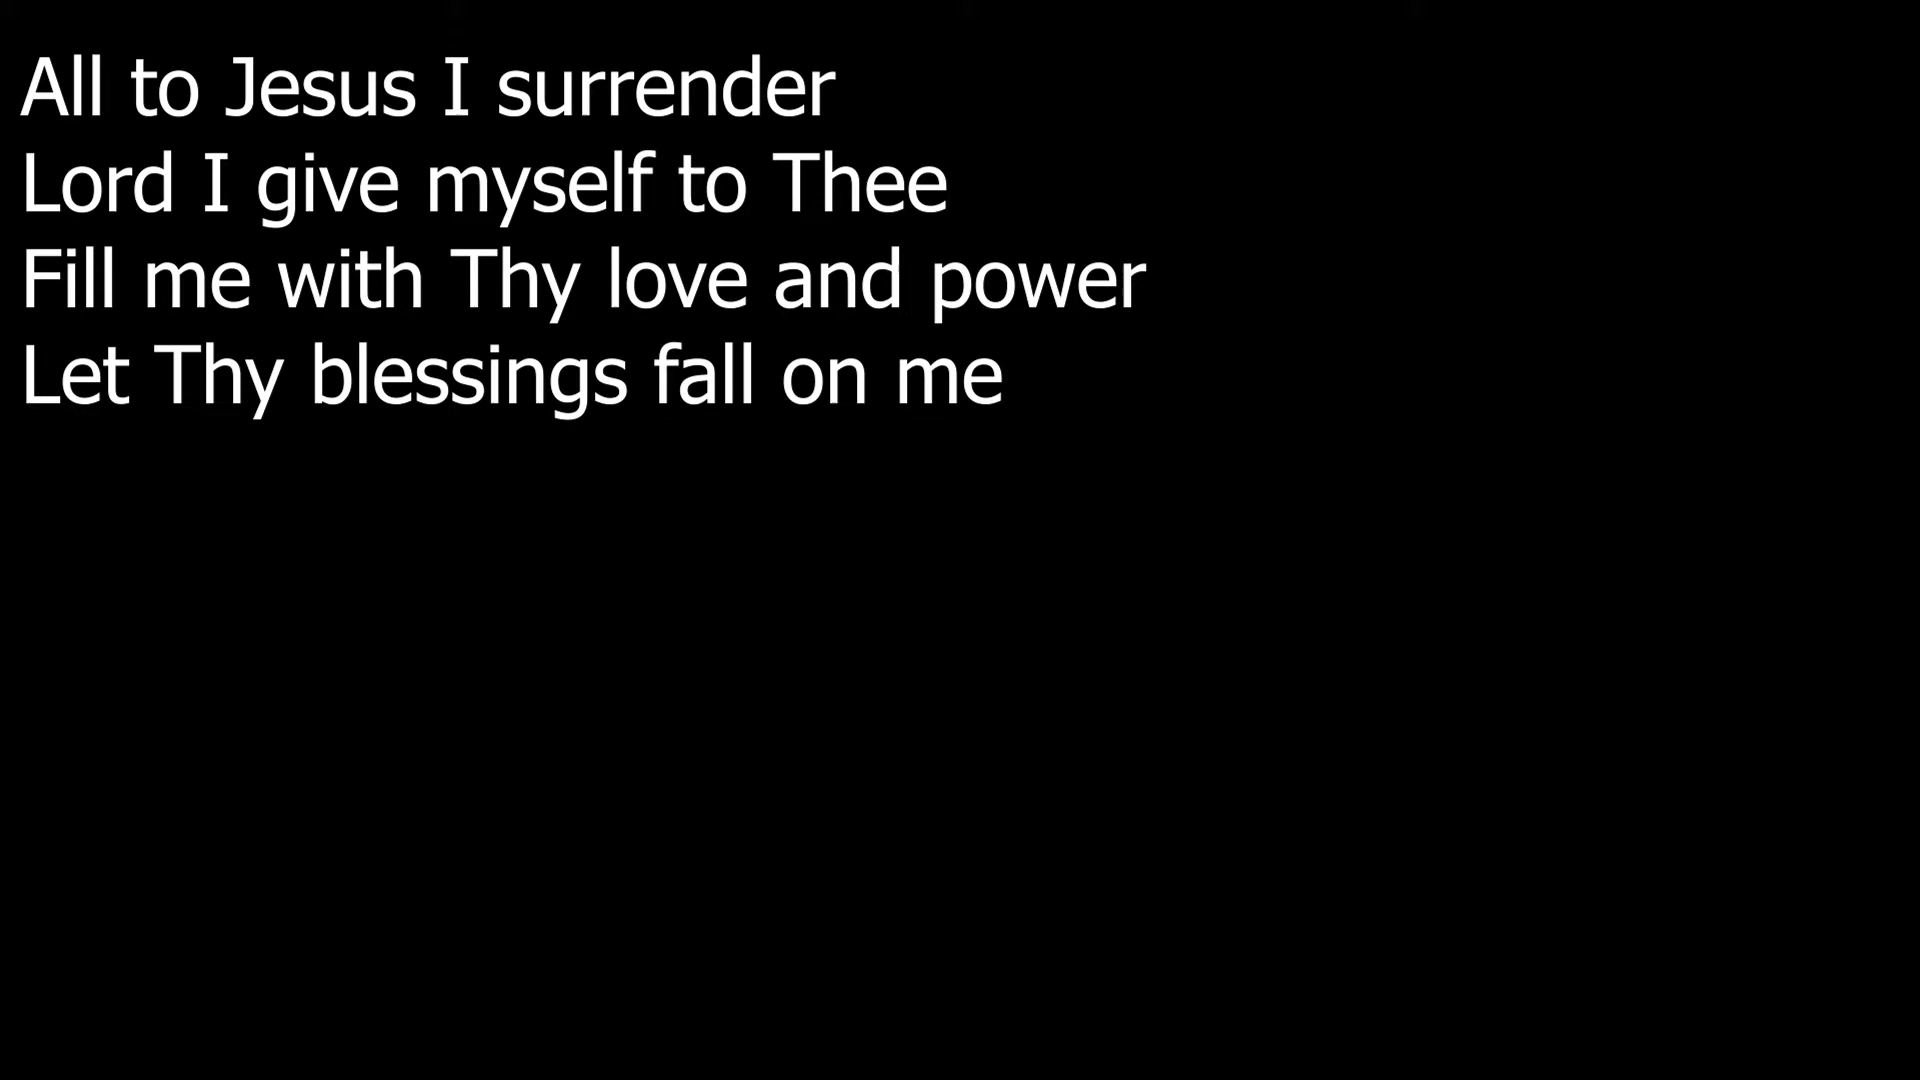 All to Jesus I surrender
Lord I give myself to Thee
Fill me with Thy love and power
Let Thy blessings fall on me